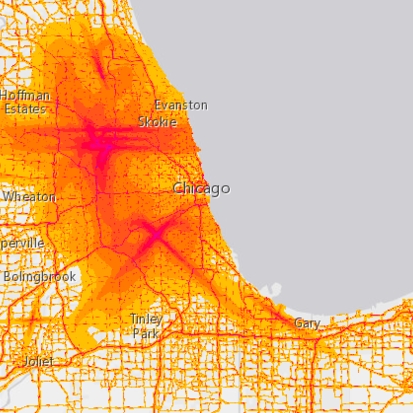 Hoffman
Estates
Evanston
Skokie
Chicago
Wheaton
perville
Bolingbrook
Tinley
Park
Gary
Joliet